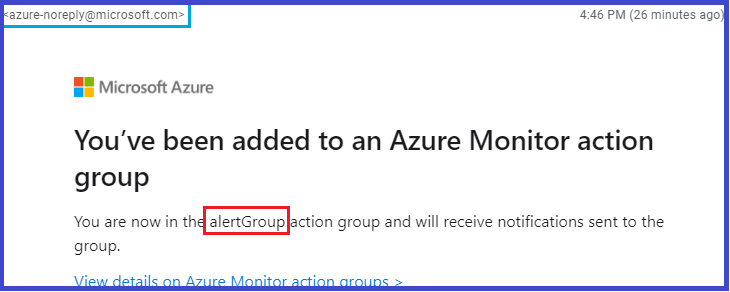 <azure-noreply@microsoft.com> 4:46 PM (26 minutes ago)
Microsoft Azure
You’ve been added to an Azure Monitor action
group
You are now in the alertGroup action group and will receive notifications sent to the
group.
View details on Azure Monitor action groups >